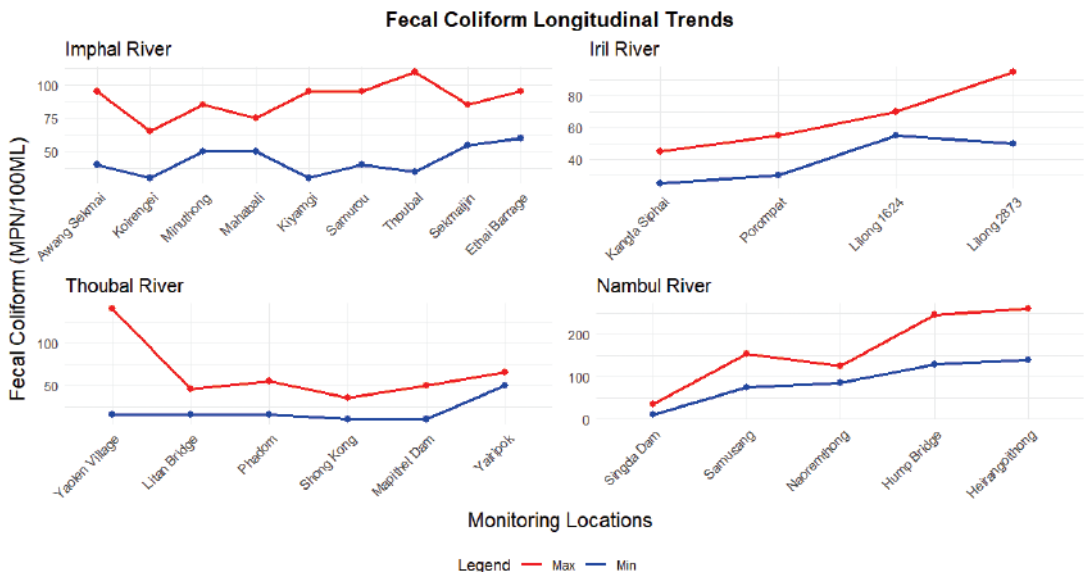 Fecal Coliform Longitudinal Trends
Imphal River
100
75
50
Awang Sekmai
Koirengei
Minuthong
Mahabali
Kiyamgi
Samurou
Thoubal
Sekmaijin
Ethai Barrage
Iril River
80
60
40
Kangla Siphai
Porompat
Lilong 1624
Lilong 2873
Fecal Coliform (MPN/100ML)
Thoubal River
100
50
Yaolen Village
Litan Bridge
Phadom
Shong Kong
Mapithel Dam
Yairipok
Nambul River
200
100
0
Singda Dam
Samusang
Naoremthong
Hump Bridge
Heirangoithong
Monitoring Locations
Legend Max Min